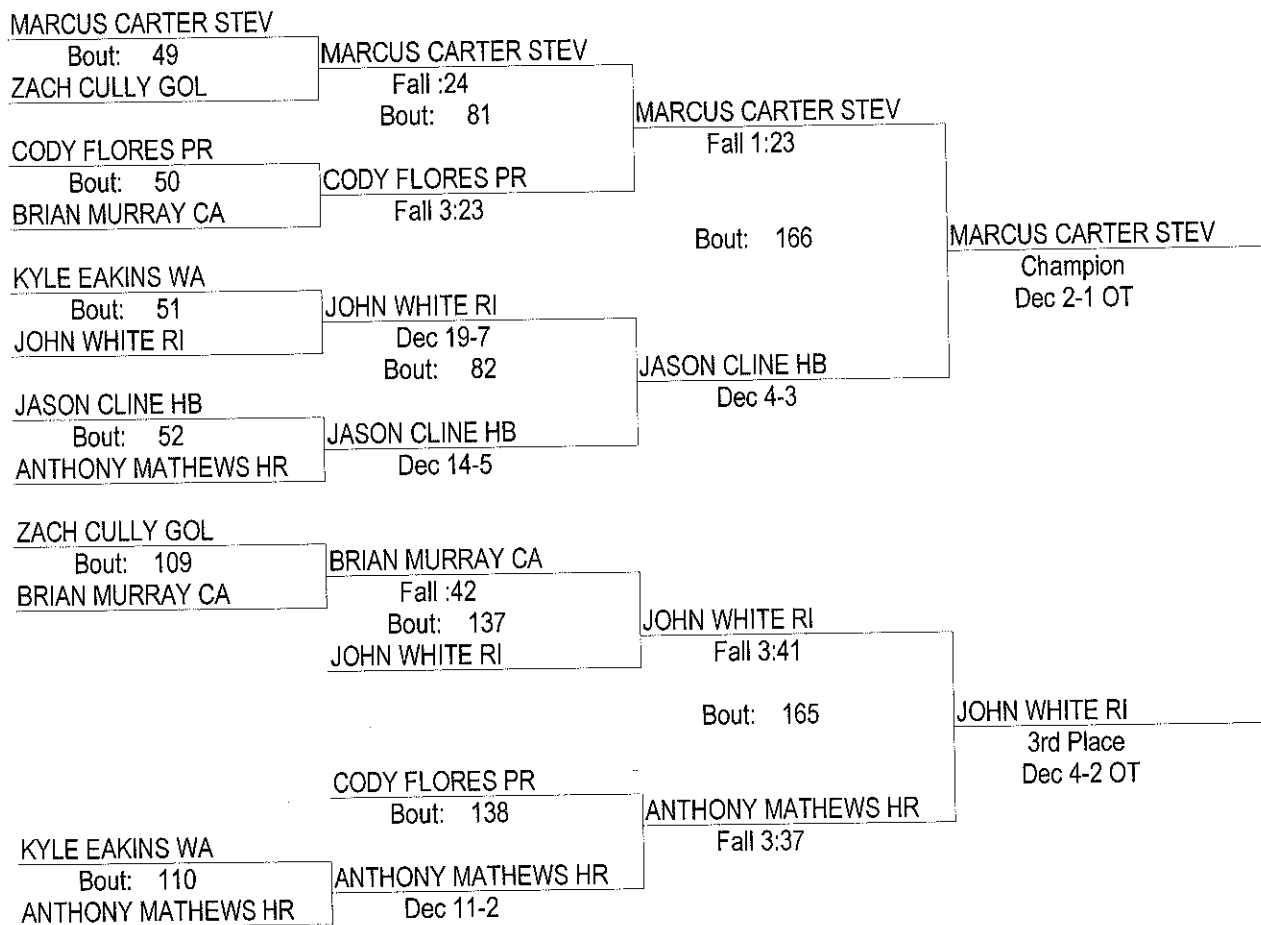 MARCUS CARTER STEV
Bout: 49
ZACH CULLY GOL
MARCUS CARTER STEV
Fall :24
Bout: 81
CODY FLORES PR
Bout: 50
BRIAN MURRAY CA
CODY FLORES PR
Fall 3:23
MARCUS CARTER STEV
Fall 1:23
Bout: 166
KYLE EAKINS WA
Bout: 51
JOHN WHITE RI
JOHN WHITE RI
Dec 19-7
Bout: 82
JASON CLINE HB
Bout: 52
ANTHONY MATHEWS HR
JASON CLINE HB
Dec 14-5
JASON CLINE HB
Dec 4-3
MARCUS CARTER STEV
Champion
Dec 2-1 OT
ZACH CULLY GOL
Bout: 109
BRIAN MURRAY CA
BRIAN MURRAY CA
Fall :42
Bout: 137
JOHN WHITE RI
JOHN WHITE RI
Fall 3:41
Bout: 165
CODY FLORES PR
Bout: 138
KYLE EAKINS WA
Bout: 110
ANTHONY MATHEWS HR
ANTHONY MATHEWS HR
Dec 11-2
ANTHONY MATHEWS HR
Fall 3:37
JOHN WHITE RI
3rd Place
Dec 4-2 OT